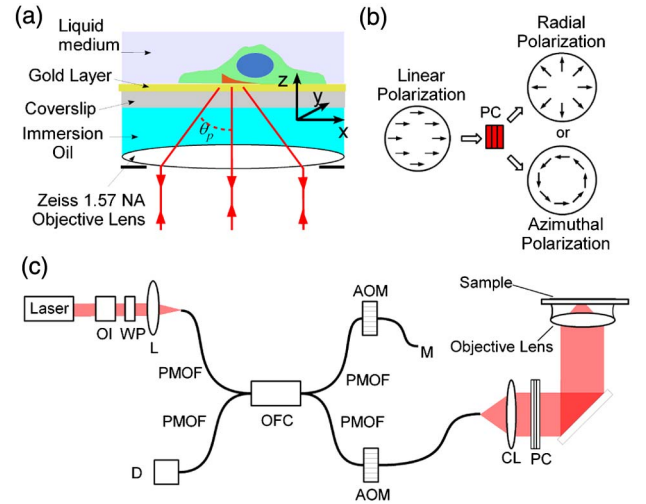 (a)
Liquid
medium
Gold Layer
Coverslip
Immersion
Oil
Zeiss 1.57 NA
Objective Lens
θp
z
y
x
(b)
Linear
Polarization
PC
Radial
Polarization
or
Azimuthal
Polarization
(c)
Laser
OI
WP
L
PMOF
PMOF
D
OFC
AOM
M
PMOF
PMOF
AOM
CL
PC
Sample
Objective Lens